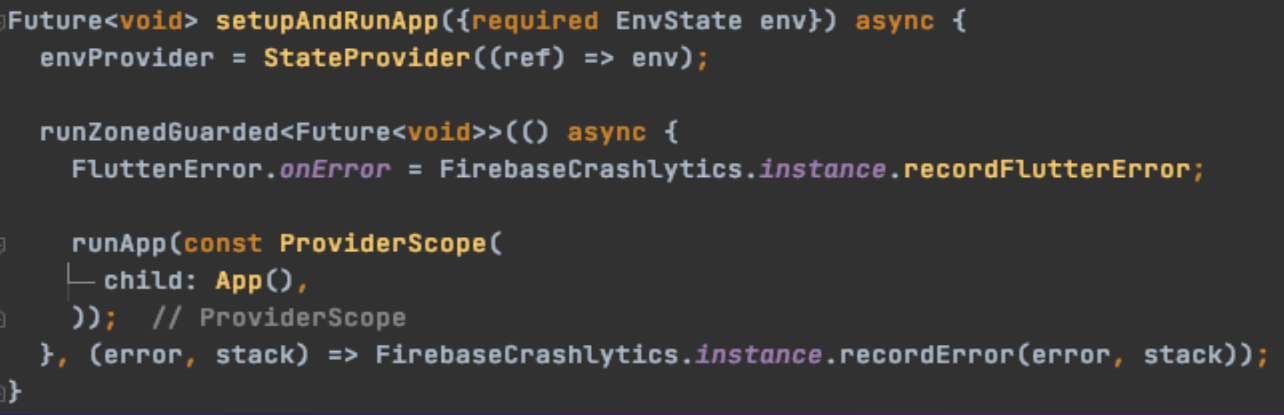 Future<void> setupAndRunApp({required EnvState env}) async {
envProvider = StateProvider((ref) => env);
runZonedGuarded<Future<void>>(() async {
FlutterError.onError = FirebaseCrashlytics.instance.recordFlutterError;
runApp(const ProviderScope(
child: App(),
)); // ProviderScope
}, (error, stack) => FirebaseCrashlytics.instance.recordError(error, stack));
}